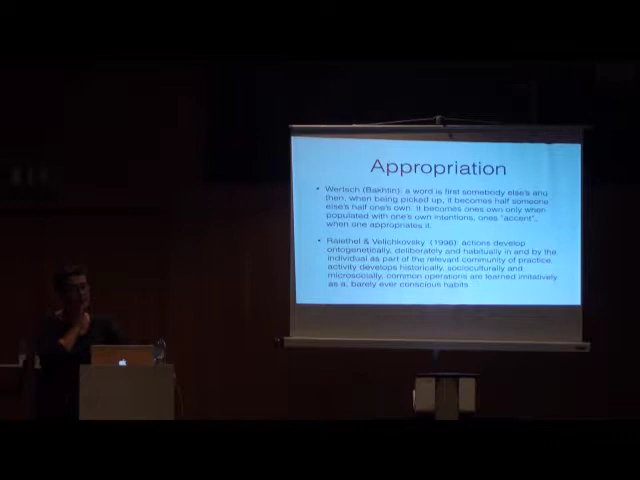 Appropriation
• Wertsch (Bakhtin): a word is first somebody else's and
then, when being picked up, it becomes half someone
else's half one's own. It becomes ones own only when
populated with one's own intentions, ones "accent",
when one appropriates it.
• Raiethel & Velichkovsky (1996): actions develop
ontogenetically, deliberately and habitually in and by the
individual as part of the relevant community of practice,
activity develops historically, socioculturally and
microsocially, common operations are learned imitatively
as a, barely ever conscious habits